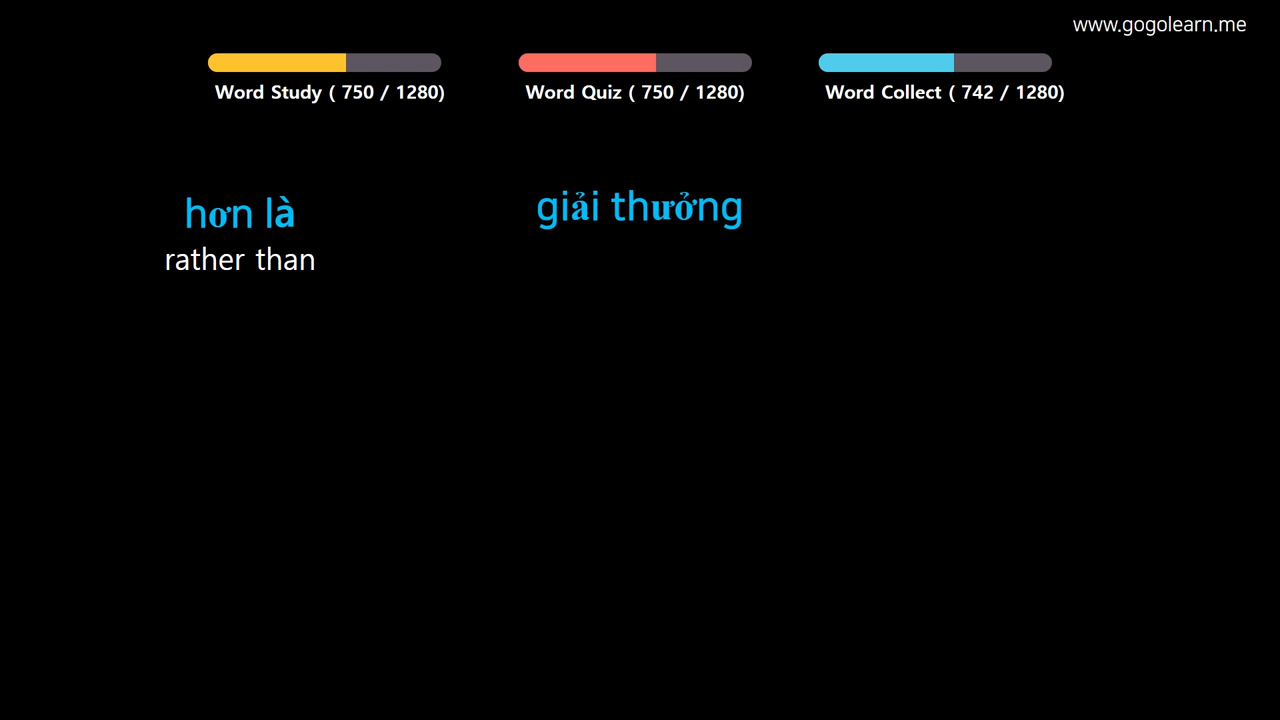 www.gogolearn.me
Word Study ( 750 / 1280)
Word Quiz ( 750 / 1280)
Word Collect ( 742 / 1280)
hơn là
rather than
giải thưởng